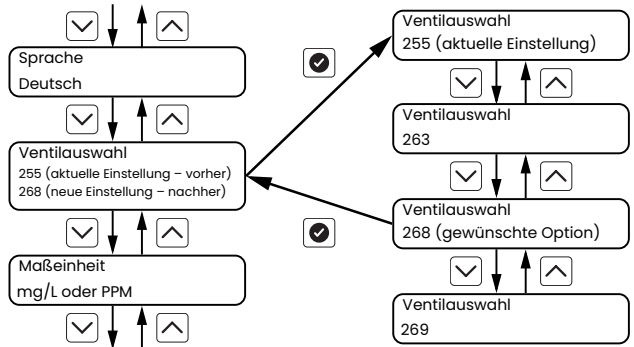 Sprache
Deutsch
Ventilauswahl
255 (aktuelle Einstellung – vorher)
268 (neue Einstellung – nachher)
Maßeinheit
mg/L oder PPM
Ventilauswahl
255 (aktuelle Einstellung)
Ventilauswahl
263
Ventilauswahl
268 (gewünschte Option)
Ventilauswahl
269